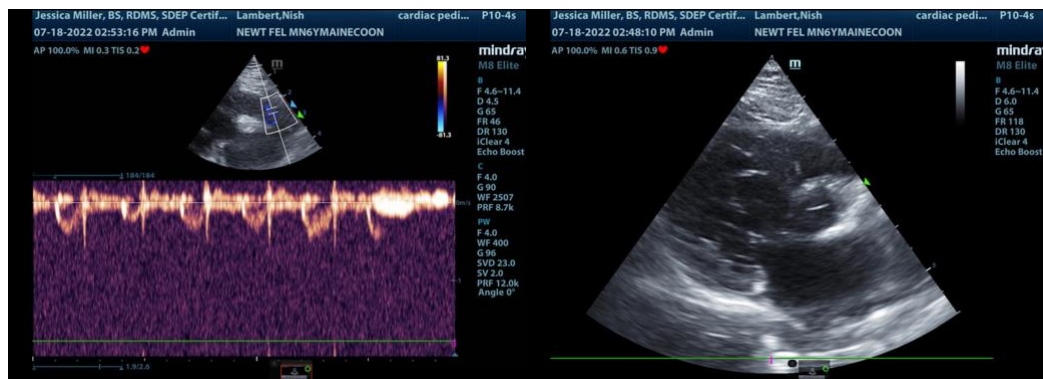 Jessica Miller, BS, RDMS, SDEP Certif... Lambert,Nish cardiac pedi... P10-4s
07-18-2022 02:53:16 PM Admin NEWT FEL MN6YMAINECOON
AP 100.0% MI 0.3 TIS 0.2
mindray
M8 Elite
81.3
-81.3
B
F 4.6-11.4
D 4.5
G 65
FR 46
DR 130
iClear 4
Echo Boost
C
F 4.0
G 90
WF 2507
PRF 8.7k
PW
F 4.0
WF 400
G 96
SVD 23.0
SV 2.0
PRF 12.0k
Angle 0°
184/184
0m/s
1.9/2.6
Jessica Miller, BS, RDMS, SDEP Certif... Lambert,Nish cardiac pedi... P10-4s
07-18-2022 02:48:10 PM Admin NEWT FEL MN6YMAINECOON
AP 100.0% MI 0.6 TIS 0.9
m
mindray
M8 Elite
B
F 4.6-11.4
D 6.0
G 65
FR 118
DR 130
iClear 4
Echo Boost